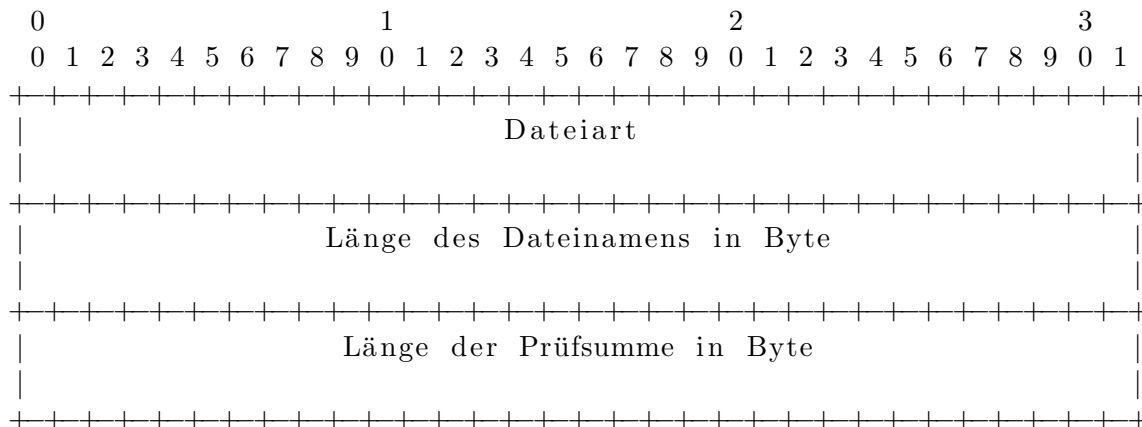 0 1 2 3
0 1 2 3 4 5 6 7 8 9 0 1 2 3 4 5 6 7 8 9 0 1 2 3 4 5 6 7 8 9 0 1
+-+-+-+-+-+-+-+-+-+-+-+-+-+-+-+-+-+-+-+-+-+-+-+-+-+-+-+-+-+-+-+-+
| Dateiart |
| |
+-+-+-+-+-+-+-+-+-+-+-+-+-+-+-+-+-+-+-+-+-+-+-+-+-+-+-+-+-+-+-+-+
| Länge des Dateinamens in Byte |
| |
+-+-+-+-+-+-+-+-+-+-+-+-+-+-+-+-+-+-+-+-+-+-+-+-+-+-+-+-+-+-+-+-+
| Länge der Prüfsumme in Byte |
| |
+-+-+-+-+-+-+-+-+-+-+-+-+-+-+-+-+-+-+-+-+-+-+-+-+-+-+-+-+-+-+-+-+